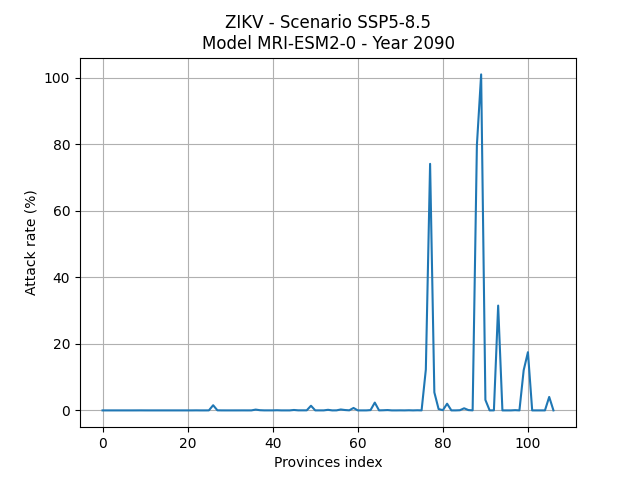 ZIKV - Scenario SSP5-8.5
Model MRI-ESM2-0 - Year 2090
100
80
60
40
20
0
Attack rate (%)
0 20 40 60 80 100
Provinces index